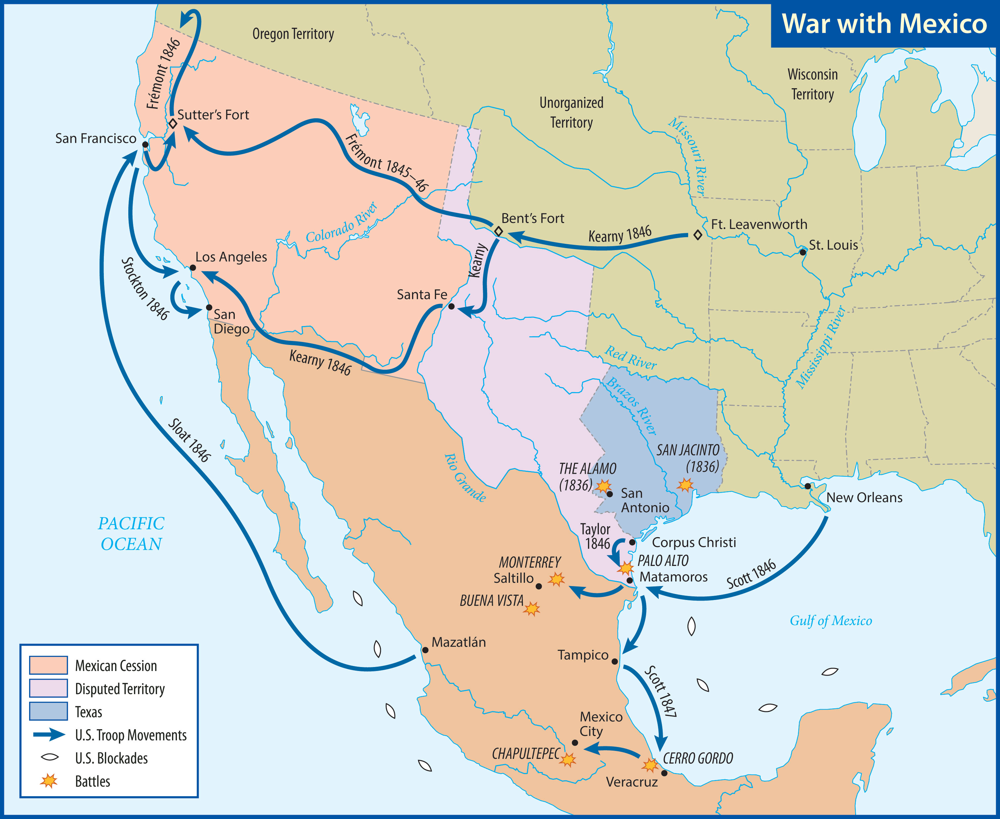 War with Mexico
Oregon Territory
Wisconsin
Territory
Unorganized
Territory
Frémont 1846
Sutter's Fort
San Francisco
Missouri River
Frémont 1845–46
Colorado River
Bent's Fort
Kearny 1846
Ft. Leavenworth
St. Louis
Kearny
Los Angeles
Stockton 1846
Santa Fe
San
Diego
Kearny 1846
Mississippi River
Red River
Brazos River
Sloat 1846
SAN JACINTO
(1836)
THE ALAMO
(1836)
Rio Grande
San
Antonio
New Orleans
PACIFIC
OCEAN
Taylor
1846
Corpus Christi
PALO ALTO
Matamoros
MONTERREY
Saltillo
BUENA VISTA
Scott 1846
Gulf of Mexico
Mazatlán
Tampico
Scott 1847
Mexico
City
CHAPULTEPEC
CERRO GORDO
Veracruz
Mexican Cession
Disputed Territory
Texas
U.S. Troop Movements
U.S. Blockades
Battles